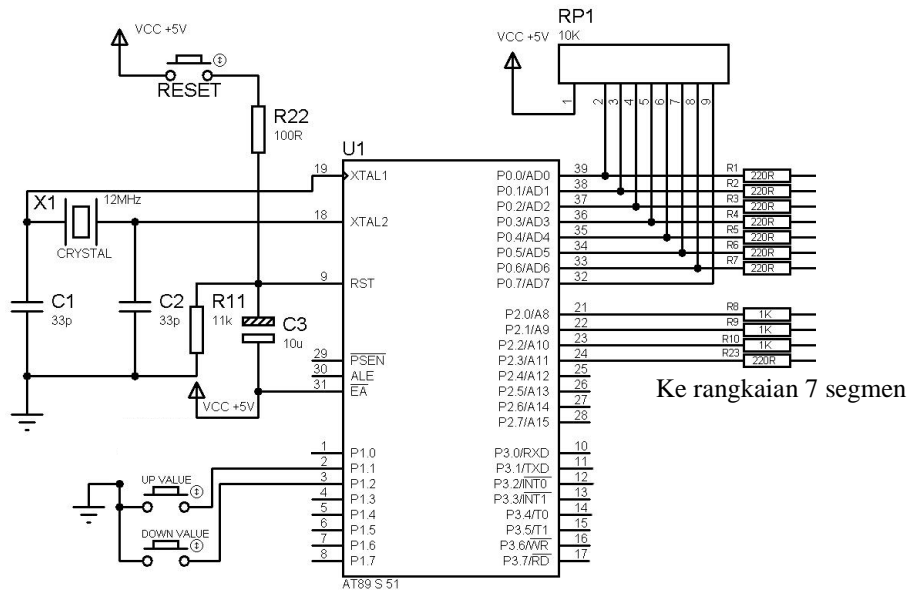 RP1
VCC +5V
VCC +5V 10K
RESET
1 2 3 4 5 6 7 8 9
R22
100R
U1
X1
12MHz
CRYSTAL
C1
33p
C2
33p
R11
11k
C3
10u
VCC +5V
19 XTAL1
18 XTAL2
9 RST
29 PSEN
30 ALE
31 EA
1 P1.0
2 P1.1
3 P1.2
4 P1.3
5 P1.4
6 P1.5
7 P1.6
8 P1.7
UP VALUE
DOWN VALUE
P0.0/AD0 39 R1 220R
P0.1/AD1 38 R2 220R
P0.2/AD2 37 R3 220R
P0.3/AD3 36 R4 220R
P0.4/AD4 35 R5 220R
P0.5/AD5 34 R6 220R
P0.6/AD6 33 R7 220R
P0.7/AD7 32
P2.0/A8 21 R8 1K
P2.1/A9 22 R9 1K
P2.2/A10 23 R10 1K
P2.3/A11 24 R23 220R
P2.4/A12 25
P2.5/A13 26
P2.6/A14 27
P2.7/A15 28
Ke rangkaian 7 segmen
P3.0/RXD 10
P3.1/TXD 11
P3.2/INT0 12
P3.3/INT1 13
P3.4/T0 14
P3.5/T1 15
P3.6/WR 16
P3.7/RD 17
AT89 S 51